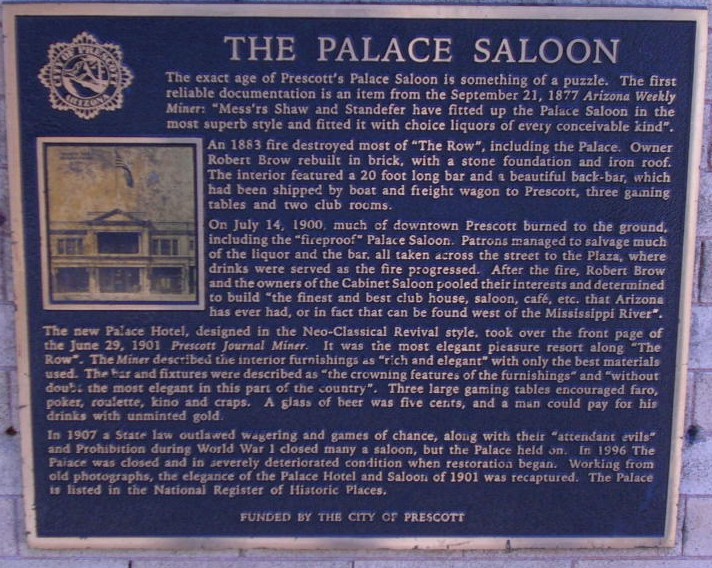 CITY OF PRESCOTT
ARIZONA
THE PALACE SALOON
The exact age of Prescott's Palace Saloon is something of a puzzle. The first
reliable documentation is an item from the September 21, 1877 Arizona Weekly
Miner: "Mess'rs Shaw and Standefer have fitted up the Palace Saloon in the
most superb style and fitted it with choice liquors of every conceivable kind".
An 1883 fire destroyed most of "The Row", including the Palace. Owner
Robert Brow rebuilt in brick, with a stone foundation and iron roof.
The interior featured a 20 foot long bar and a beautiful back-bar, which
had been shipped by boat and freight wagon to Prescott, three gaming
tables and two club rooms.
On July 14, 1900, much of downtown Prescott burned to the ground,
including the "fireproof" Palace Saloon. Patrons managed to salvage much
of the liquor and the bar, all taken across the street to the Plaza, where
drinks were served as the fire progressed. After the fire, Robert Brow
and the owners of the Cabinet Saloon pooled their interests and determined
to build "the finest and best club house, saloon, café, etc. that Arizona
has ever had, or in fact that can be found west of the Mississippi River".
The new Palace Hotel, designed in the Neo-Classical Revival style, took over the front page of
the June 29, 1901 Prescott Journal Miner. It was the most elegant pleasure resort along "The
Row". The Miner described the interior furnishings as "rich and elegant" with only the best materials
used. The bar and fixtures were described as "the crowning features of the furnishings" and "without
doubt the most elegant in this part of the country". Three large gaming tables encouraged faro,
poker, roulette, kino and craps. A glass of beer was five cents, and a man could pay for his
drinks with unminted gold.
In 1907 a State law outlawed wagering and games of chance, along with their "attendant evils"
and Prohibition during World War I closed many a saloon, but the Palace held on. In 1996 The
Palace was closed and in severely deteriorated condition when restoration began. Working from
old photographs, the elegance of the Palace Hotel and Saloon of 1901 was recaptured. The Palace
is listed in the National Register of Historic Places.
FUNDED BY THE CITY OF PRESCOTT